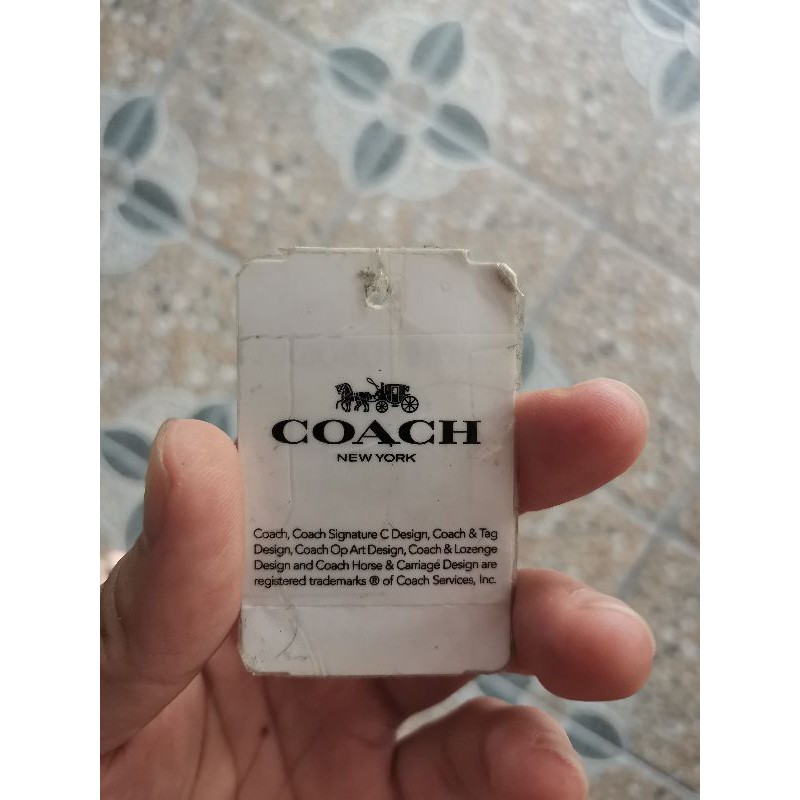 COACH
NEW YORK
Coach, Coach Signature C Design, Coach & Tag
Design, Coach Op Art Design, Coach & Lozenge
Design and Coach Horse & Carriage Design are
registered trademarks ® of Coach Services, Inc.